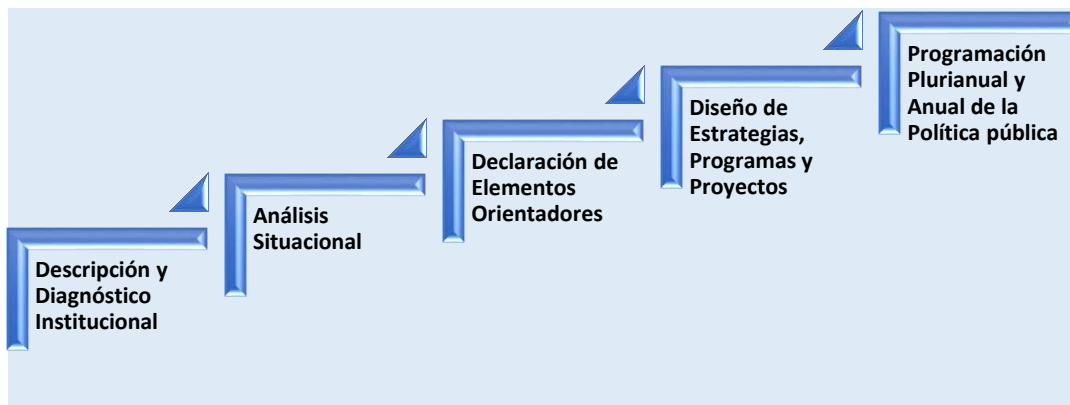 Descripción y
Diagnóstico
Institucional
Análisis
Situacional
Declaración de
Elementos
Orientadores
Diseño de
Estrategias,
Programas y
Proyectos
Programación
Plurianual y
Anual de la
Política pública